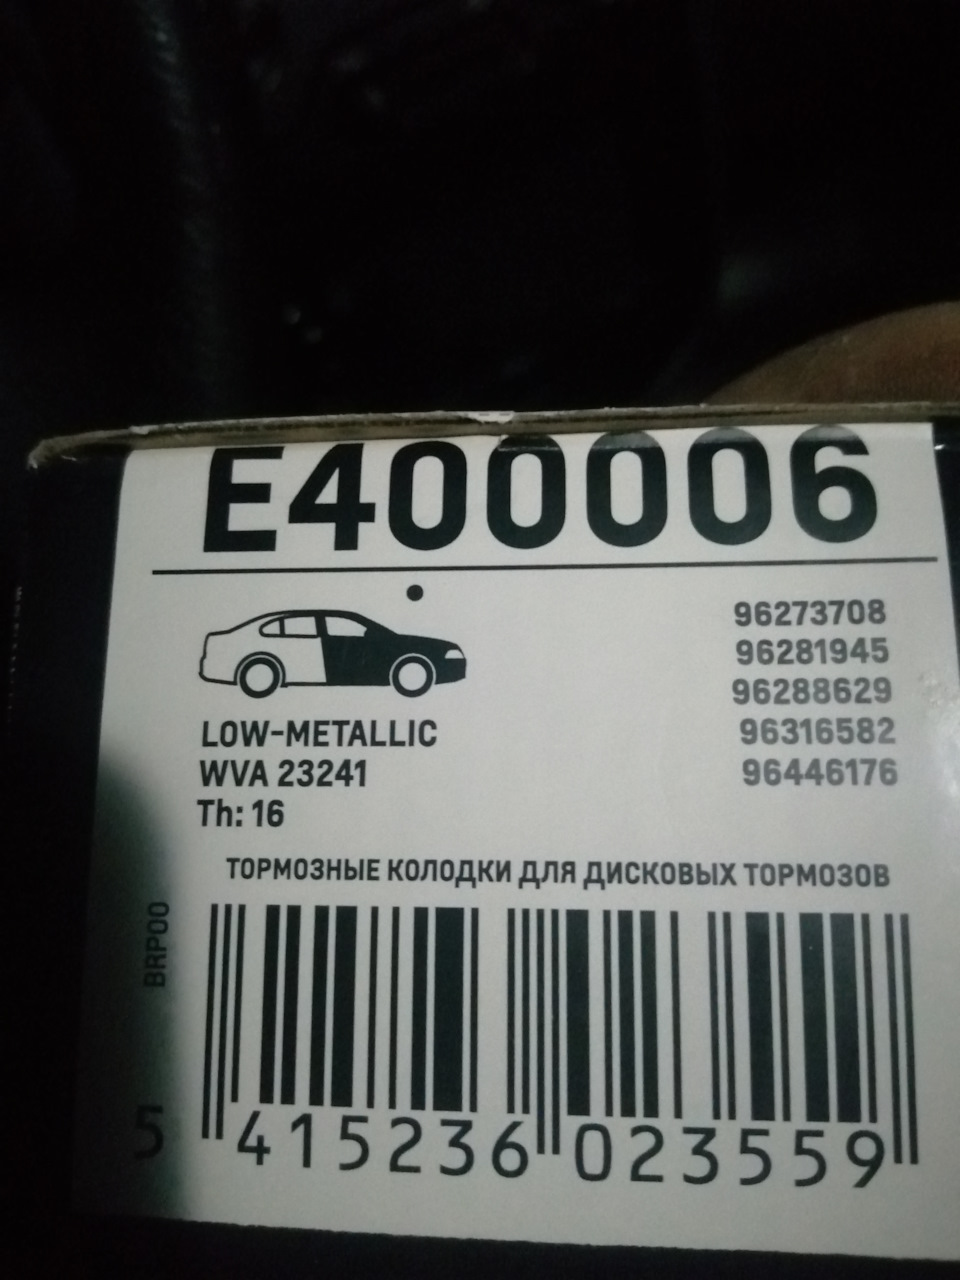 E400006
96273708
96281945
96288629
96316582
96446176
LOW-METALLIC
WVA 23241
Th: 16
ТОРМОЗНЫЕ КОЛОДКИ ДЛЯ ДИСКОВЫХ ТОРМОЗОВ
BRP00
5 415236 023559